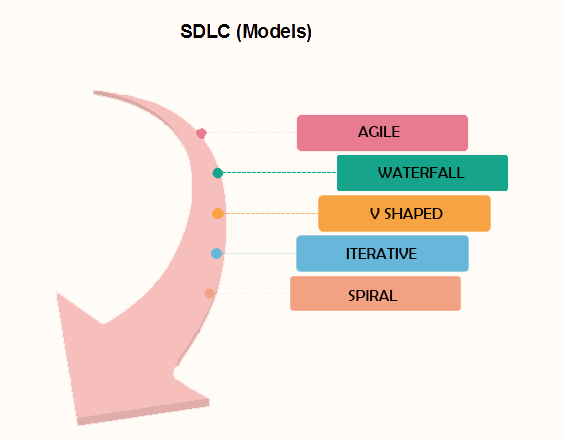 SDLC (Models)
AGILE
WATERFALL
V SHAPED
ITERATIVE
SPIRAL